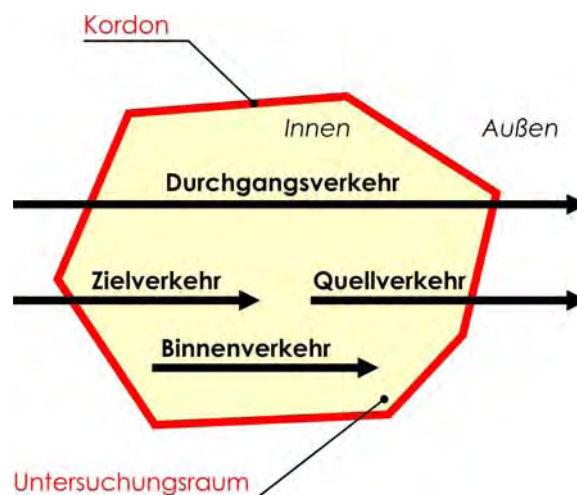 Kordon
Innen
Außen
Durchgangsverkehr
Zielverkehr
Quellverkehr
Binnenverkehr
Untersuchungsraum